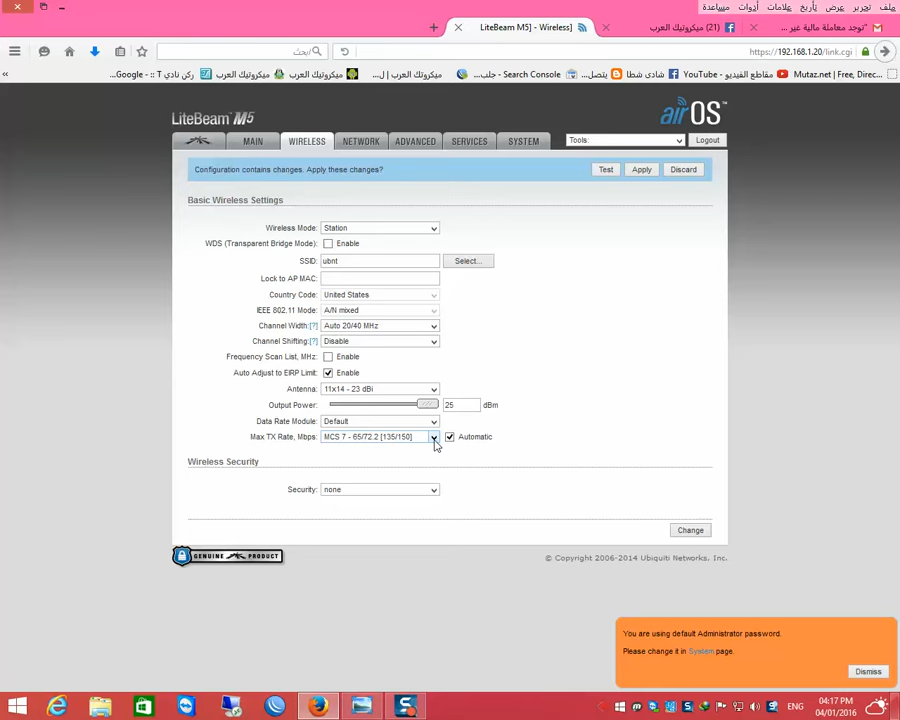 ملف تحرير عرض تأريخ علامات أدوات مساعدة
"توجد معاملة مالية غير ...
(21) ميكروتيك العرب
LiteBeam M5] - Wireless]
https://192.168.1.20/link.cgi
ابحث
Mutaz.net | Free, Direc...
مقاطع الفيديو - YouTube
شادى شطا
يتصل...
Search Console - حلب...
ميكروتك العرب ل...
ميكروتيك العرب
ميكروتيك العرب
ركن نادي :: T - Google...
LiteBeam M5
airOS
MAIN WIRELESS NETWORK ADVANCED SERVICES SYSTEM Tools: Logout
Configuration contains changes. Apply these changes? Test Apply Discard
Basic Wireless Settings
Wireless Mode: Station
WDS (Transparent Bridge Mode): Enable
SSID: ubnt Select...
Lock to AP MAC:
Country Code: United States
IEEE 802.11 Mode: A/N mixed
Channel Width:[?] Auto 20/40 MHz
Channel Shifting:[?] Disable
Frequency Scan List, MHz: Enable
Auto Adjust to EIRP Limit: Enable
Antenna: 11x14 - 23 dBi
Output Power: 25 dBm
Data Rate Module: Default
Max TX Rate, Mbps: MCS 7 - 65/72.2 [135/150] Automatic
Wireless Security
Security: none
Change
GENUINE PRODUCT
© Copyright 2006-2014 Ubiquiti Networks, Inc.
You are using default Administrator password.
Please change it in System page.
Dismiss
ENG
04:17 PM
04/01/2016